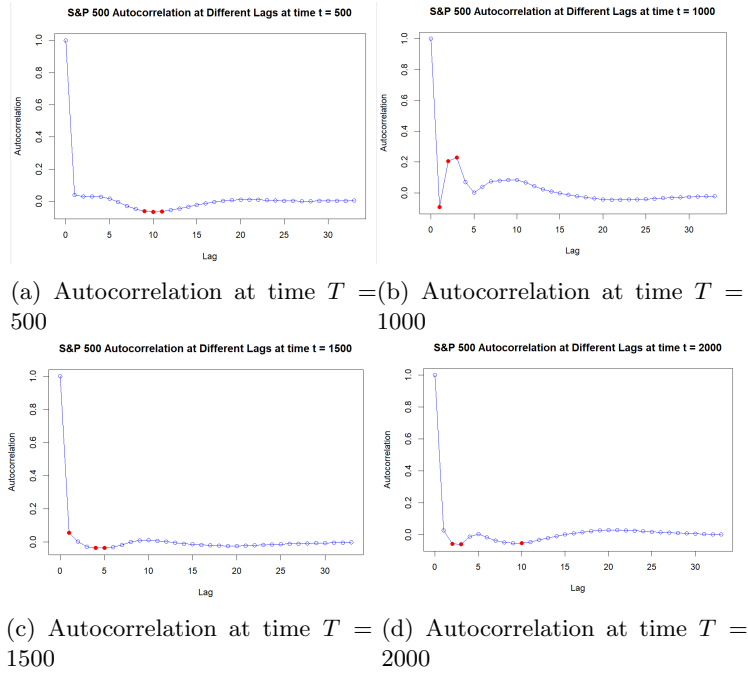 S&P 500 Autocorrelation at Different Lags at time t = 500
Autocorrelation
1.0
0.8
0.6
0.4
0.2
0.0
0 5 10 15 20 25 30
Lag
(a) Autocorrelation at time T =
500
S&P 500 Autocorrelation at Different Lags at time t = 1000
Autocorrelation
1.0
0.8
0.6
0.4
0.2
0.0
0 5 10 15 20 25 30
Lag
(b) Autocorrelation at time T =
1000
S&P 500 Autocorrelation at Different Lags at time t = 1500
Autocorrelation
1.0
0.8
0.6
0.4
0.2
0.0
0 5 10 15 20 25 30
Lag
(c) Autocorrelation at time T =
1500
S&P 500 Autocorrelation at Different Lags at time t = 2000
Autocorrelation
1.0
0.8
0.6
0.4
0.2
0.0
0 5 10 15 20 25 30
Lag
(d) Autocorrelation at time T =
2000